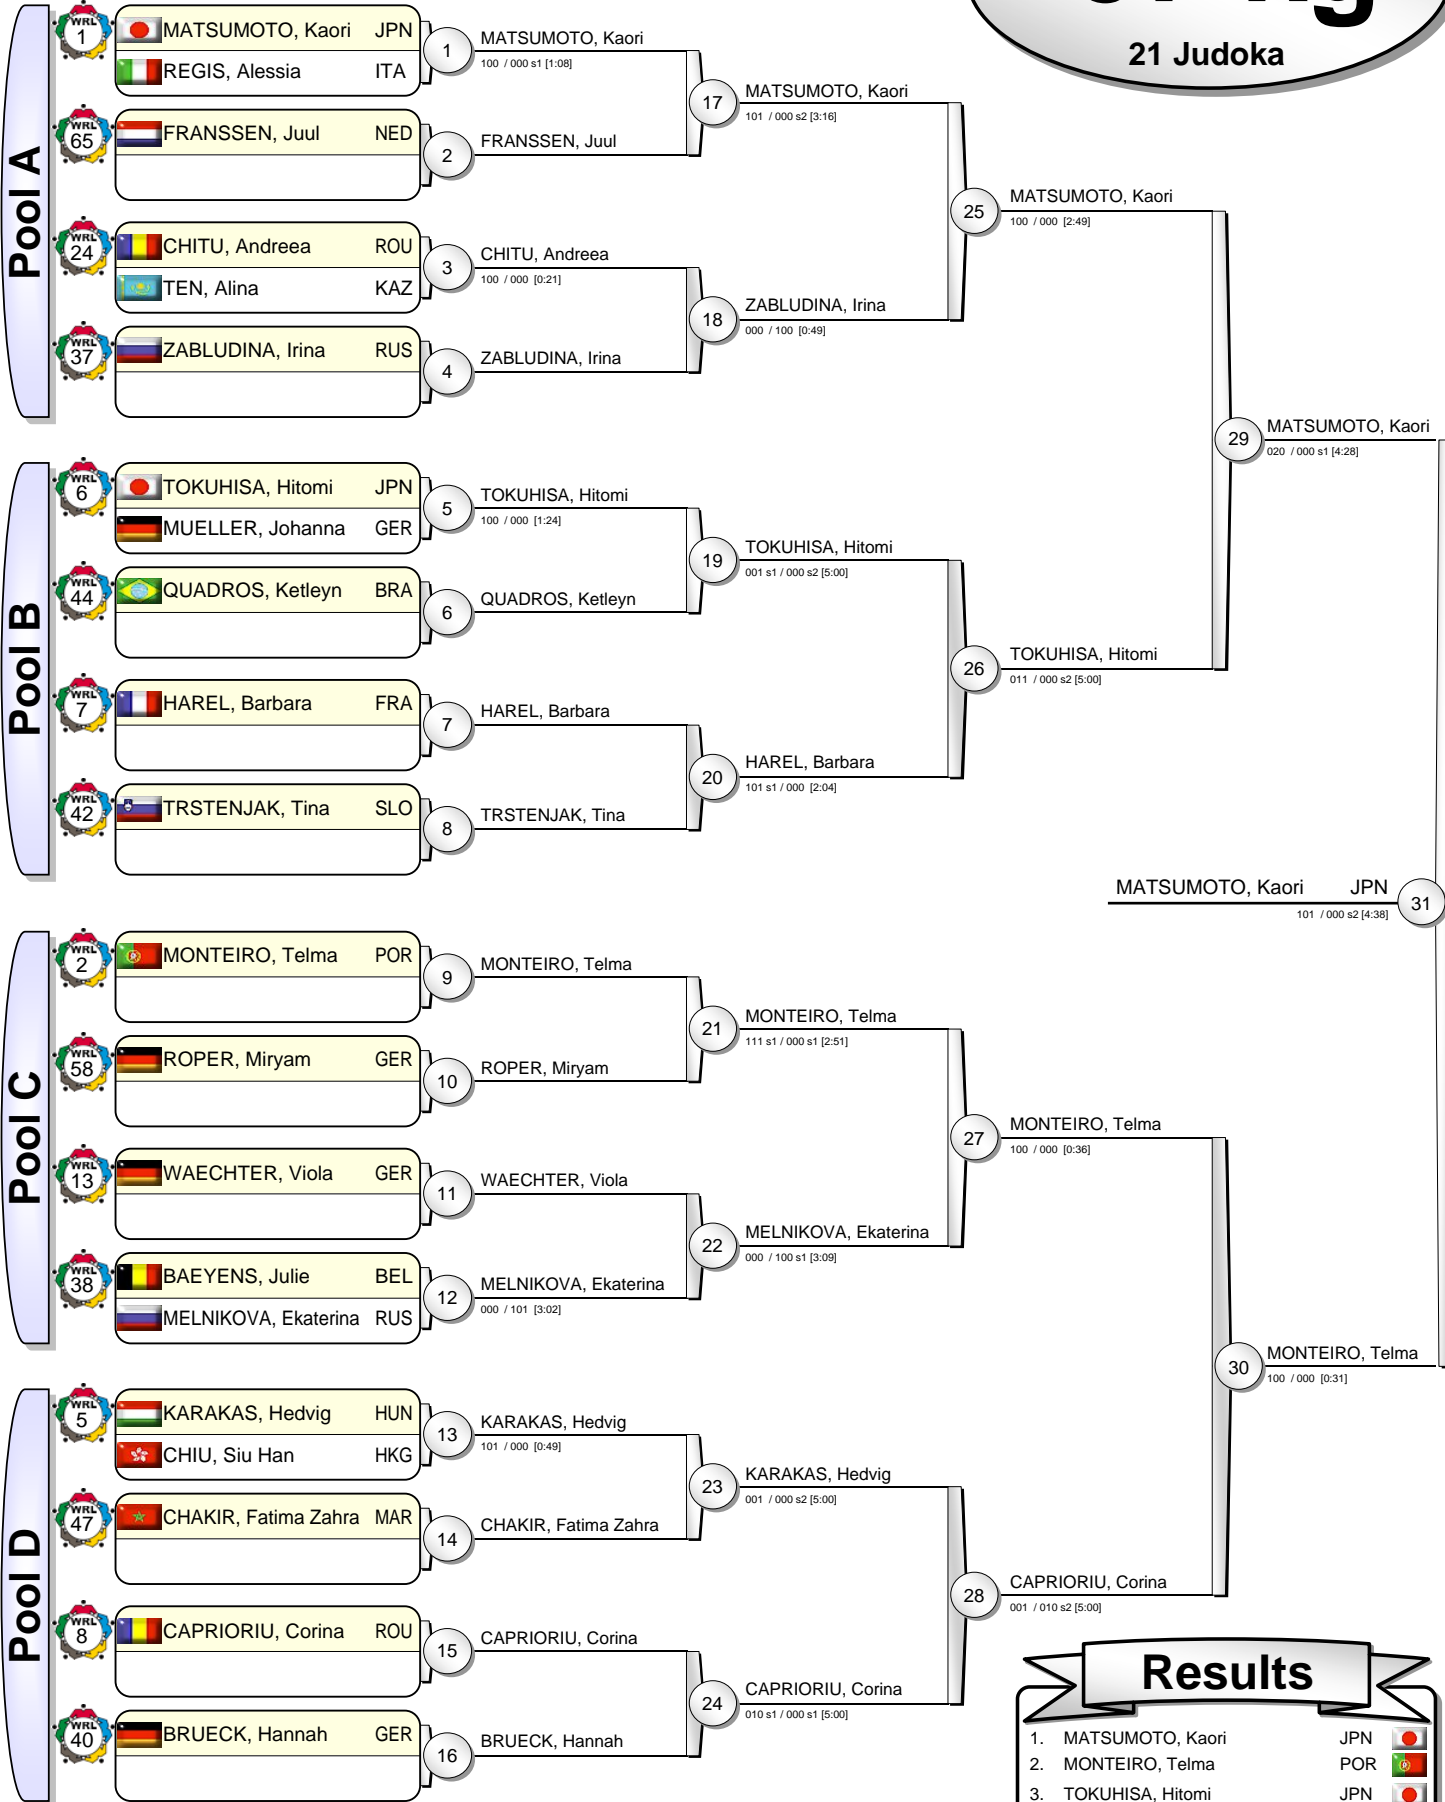 21 Judoka
Pool A
WRL 1
MATSUMOTO, Kaori JPN
REGIS, Alessia ITA
WRL 65
FRANSSEN, Juul NED
WRL 24
CHITU, Andreea ROU
TEN, Alina KAZ
WRL 37
ZABLUDINA, Irina RUS
1
MATSUMOTO, Kaori
100 / 000 s1 [1:08]
2
FRANSSEN, Juul
3
CHITU, Andreea
100 / 000 [0:21]
4
ZABLUDINA, Irina
17
MATSUMOTO, Kaori
101 / 000 s2 [3:16]
18
ZABLUDINA, Irina
000 / 100 [0:49]
25
MATSUMOTO, Kaori
100 / 000 [2:49]
Pool B
WRL 6
TOKUHISA, Hitomi JPN
MUELLER, Johanna GER
WRL 44
QUADROS, Ketleyn BRA
WRL 7
HAREL, Barbara FRA
WRL 42
TRSTENJAK, Tina SLO
5
TOKUHISA, Hitomi
100 / 000 [1:24]
6
QUADROS, Ketleyn
7
HAREL, Barbara
8
TRSTENJAK, Tina
19
TOKUHISA, Hitomi
001 s1 / 000 s2 [5:00]
20
HAREL, Barbara
101 s1 / 000 [2:04]
26
TOKUHISA, Hitomi
011 / 000 s2 [5:00]
29
MATSUMOTO, Kaori
020 / 000 s1 [4:28]
MATSUMOTO, Kaori JPN
101 / 000 s2 [4:38]
31
Pool C
WRL 2
MONTEIRO, Telma POR
WRL 58
ROPER, Miryam GER
WRL 13
WAECHTER, Viola GER
WRL 38
BAEYENS, Julie BEL
MELNIKOVA, Ekaterina RUS
9
MONTEIRO, Telma
10
ROPER, Miryam
11
WAECHTER, Viola
12
MELNIKOVA, Ekaterina
000 / 101 [3:02]
21
MONTEIRO, Telma
111 s1 / 000 s1 [2:51]
22
MELNIKOVA, Ekaterina
000 / 100 s1 [3:09]
27
MONTEIRO, Telma
100 / 000 [0:36]
Pool D
WRL 5
KARAKAS, Hedvig HUN
CHIU, Siu Han HKG
WRL 47
CHAKIR, Fatima Zahra MAR
WRL 8
CAPRIORIU, Corina ROU
WRL 40
BRUECK, Hannah GER
13
KARAKAS, Hedvig
101 / 000 [0:49]
14
CHAKIR, Fatima Zahra
15
CAPRIORIU, Corina
16
BRUECK, Hannah
23
KARAKAS, Hedvig
001 / 000 s2 [5:00]
24
CAPRIORIU, Corina
010 s1 / 000 s1 [5:00]
28
CAPRIORIU, Corina
001 / 010 s2 [5:00]
30
MONTEIRO, Telma
100 / 000 [0:31]
Results
1. MATSUMOTO, Kaori JPN
2. MONTEIRO, Telma POR
3. TOKUHISA, Hitomi JPN